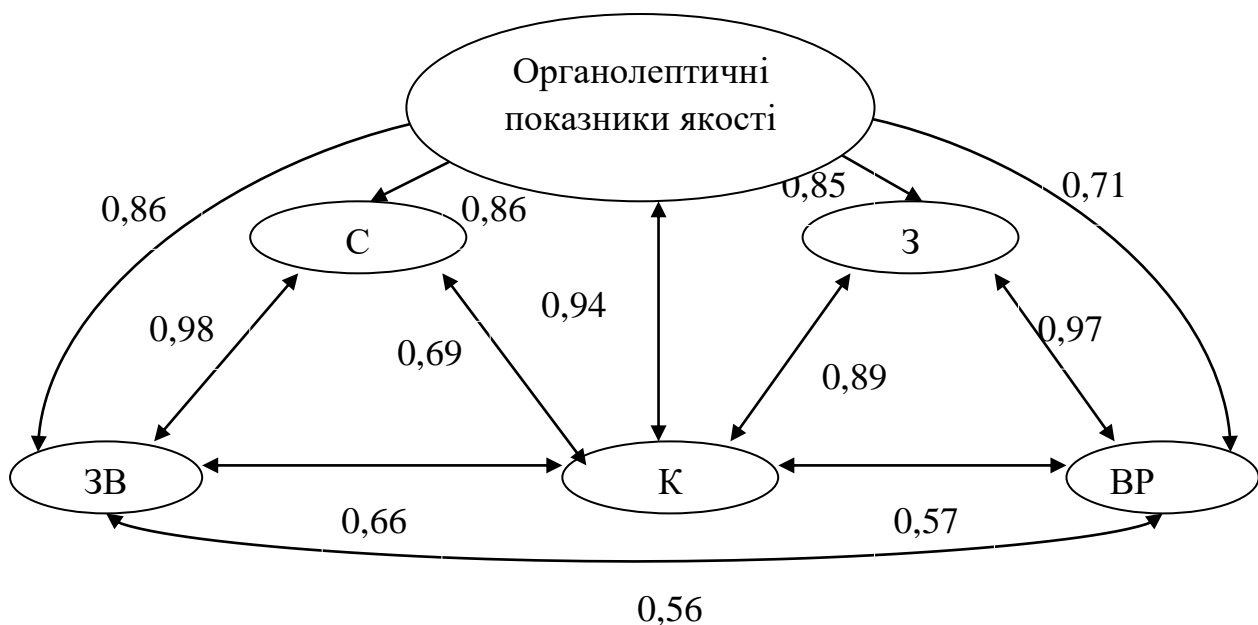 Органолептичні
показники якості
0,86
0,86
0,85
0,71
С
З
0,98
0,69
0,94
0,89
0,97
ЗВ
К
ВР
0,66
0,57
0,56